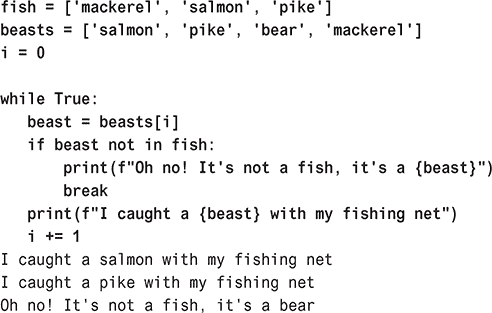 fish = ['mackerel', 'salmon', 'pike']
beasts = ['salmon', 'pike', 'bear', 'mackerel']
i = 0

while True:
   beast = beasts[i]
   if beast not in fish:
       print(f"Oh no! It's not a fish, it's a {beast}")
       break
   print(f"I caught a {beast} with my fishing net")
   i += 1
I caught a salmon with my fishing net
I caught a pike with my fishing net
Oh no! It's not a fish, it's a bear